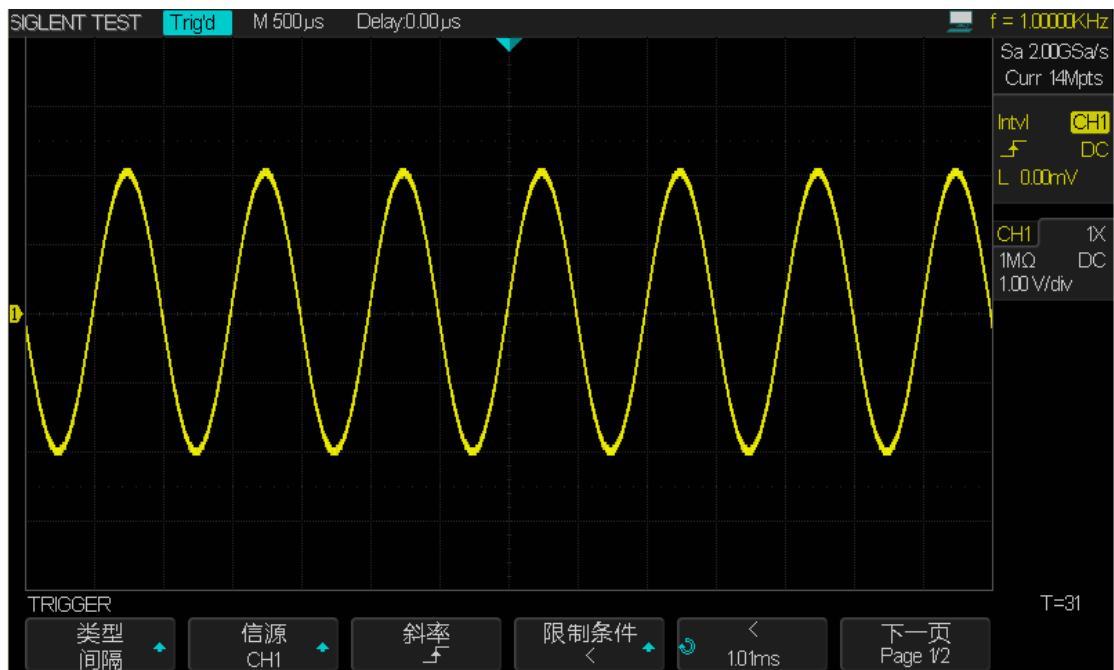 SIGLENT TEST Trig'd M 500µs Delay:0.00µs f = 1.00000KHz
Sa 2.00GSa/s
Curr 14Mpts
Intvl CH1
DC
L 0.00mV
CH1 1X
1MΩ DC
1.00 V/div
1
TRIGGER T=31
类型 信源 斜率 限制条件 < 下一页
间隔 CH1 < 1.01ms Page 1/2